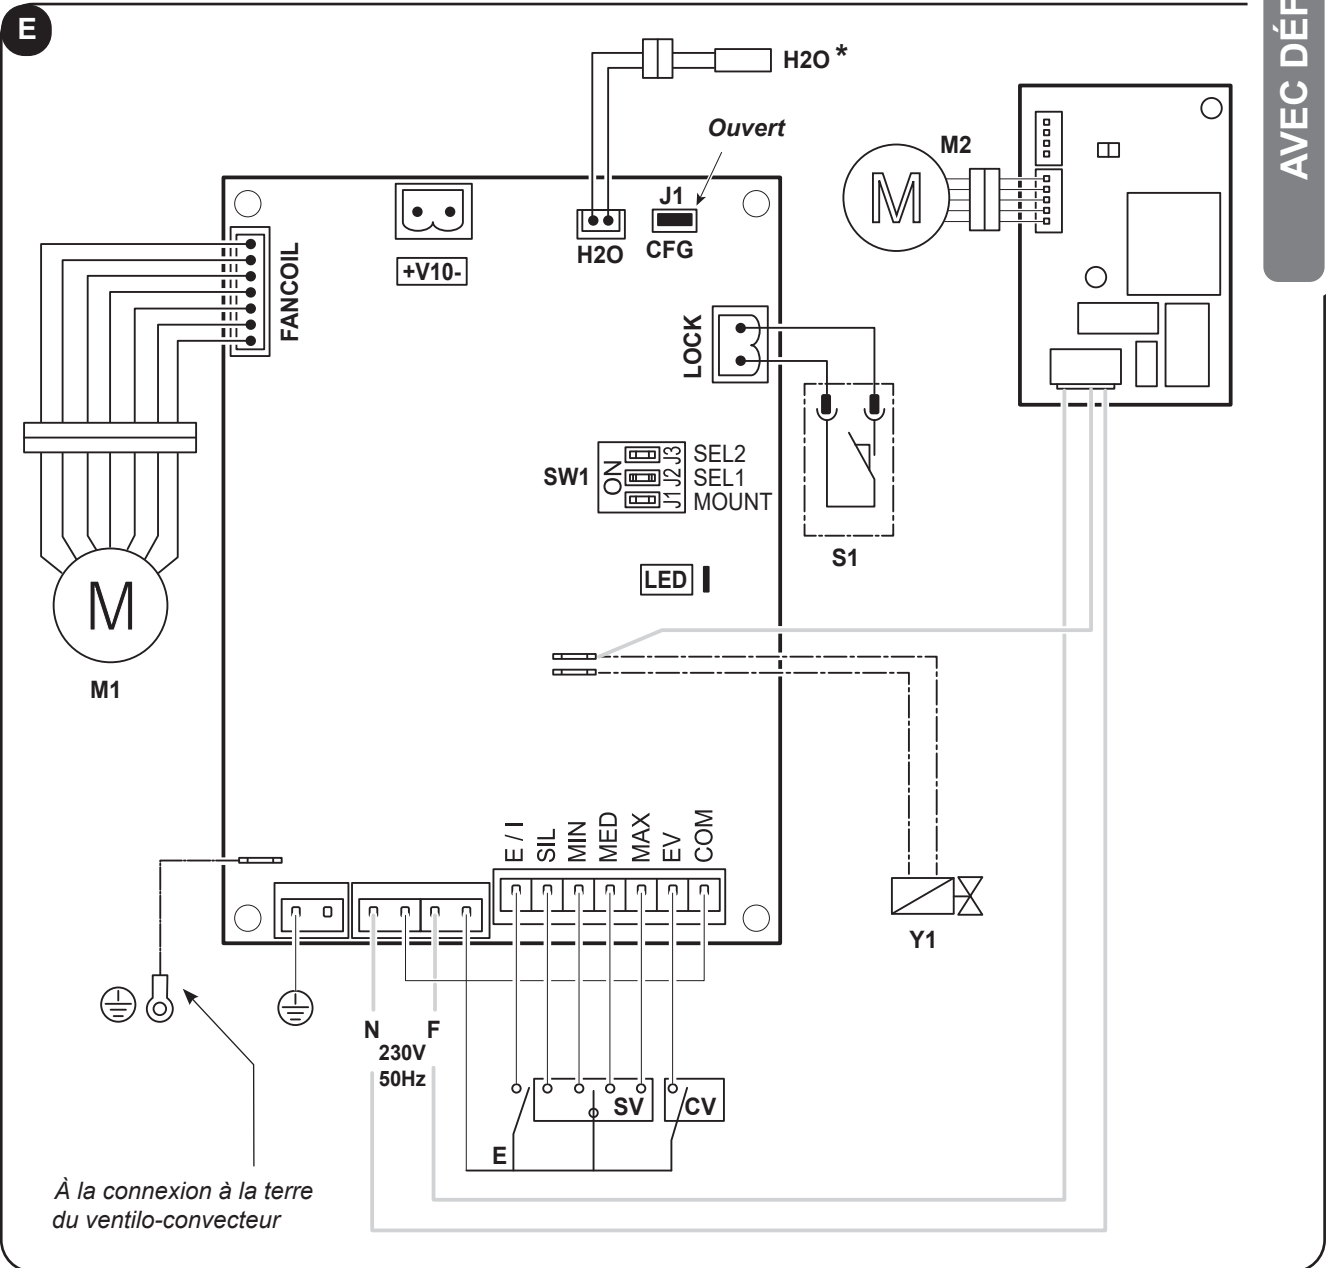 E
AVEC DÉF
H2O *
Ouvert
M2
M
J1
CFG
H2O
+V10-
FANCOIL
LOCK
SW1
ON
J3 SEL2
J2 SEL1
J1 MOUNT
S1
LED
M
M1
E / I
SIL
MIN
MED
MAX
EV
COM
Y1
N F
230V
50Hz
SV
CV
E
À la connexion à la terre
du ventilo-convecteur